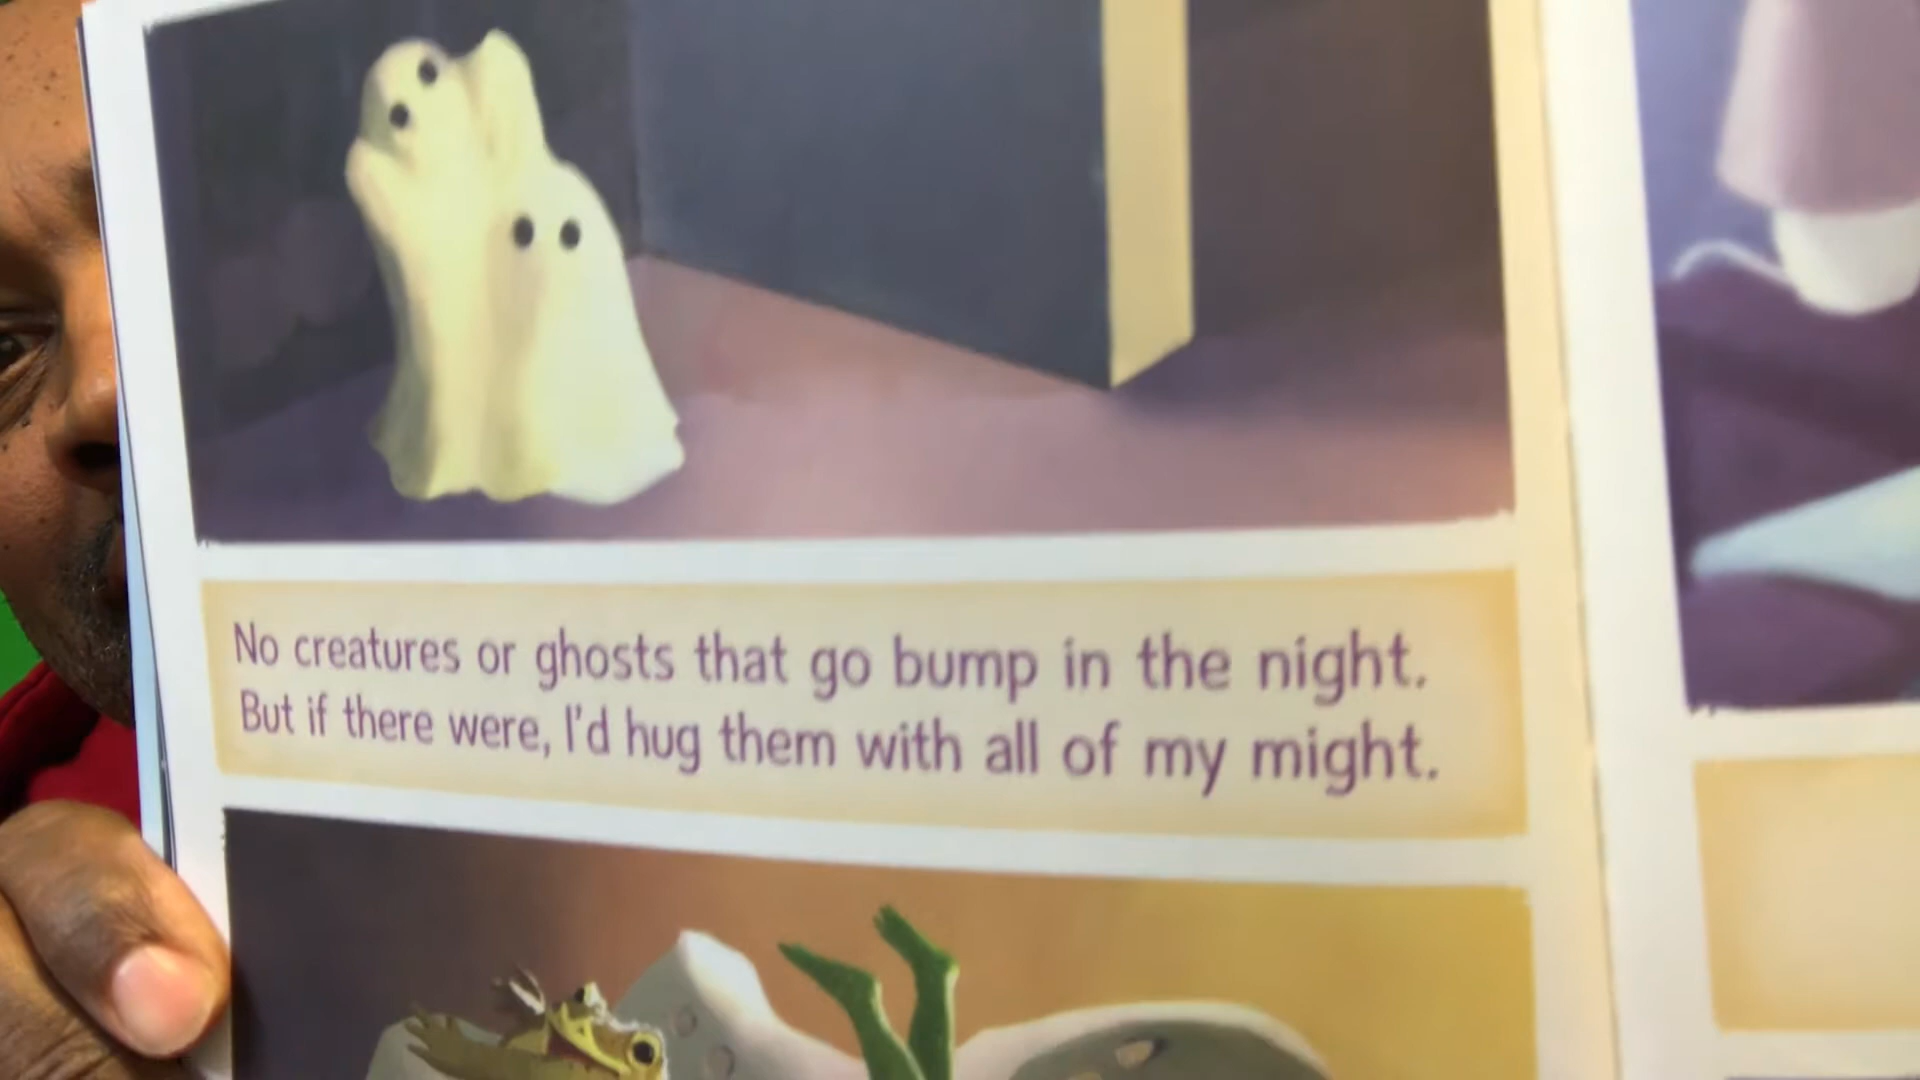 No creatures or ghosts that go bump in the night.
But if there were, I'd hug them with all of my might.